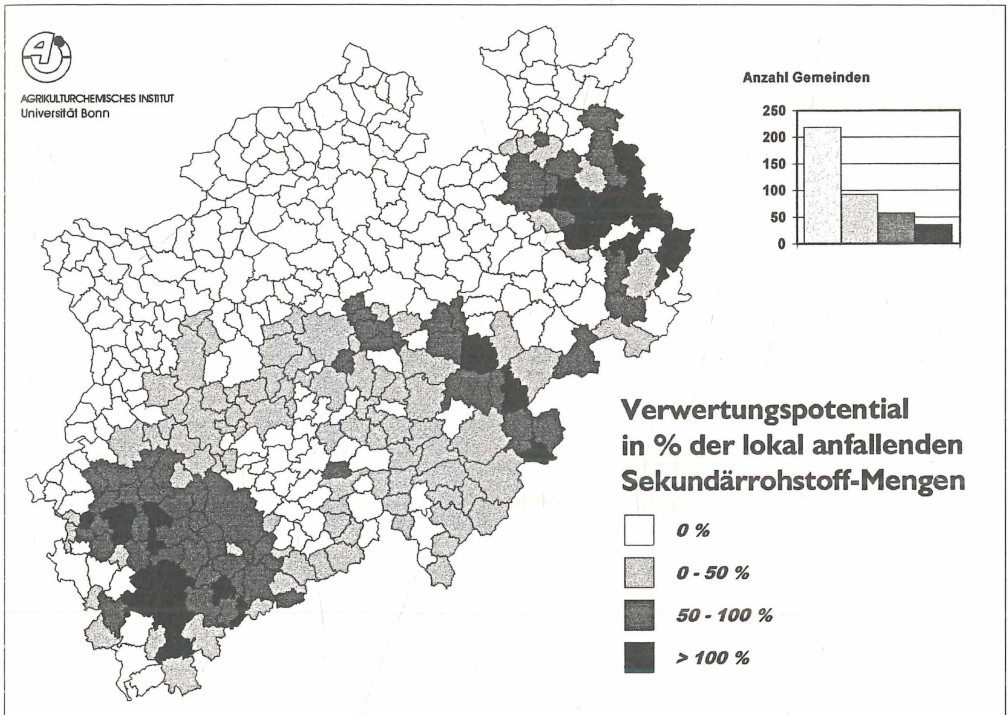 AGRIKULTURCHEMISCHES INSTITUT
Universität Bonn
Anzahl Gemeinden
250
200
150
100
50
0
Verwertungspotential
in % der lokal anfallenden
Sekundärrohstoff-Mengen
0 %
0 - 50 %
50 - 100 %
> 100 %